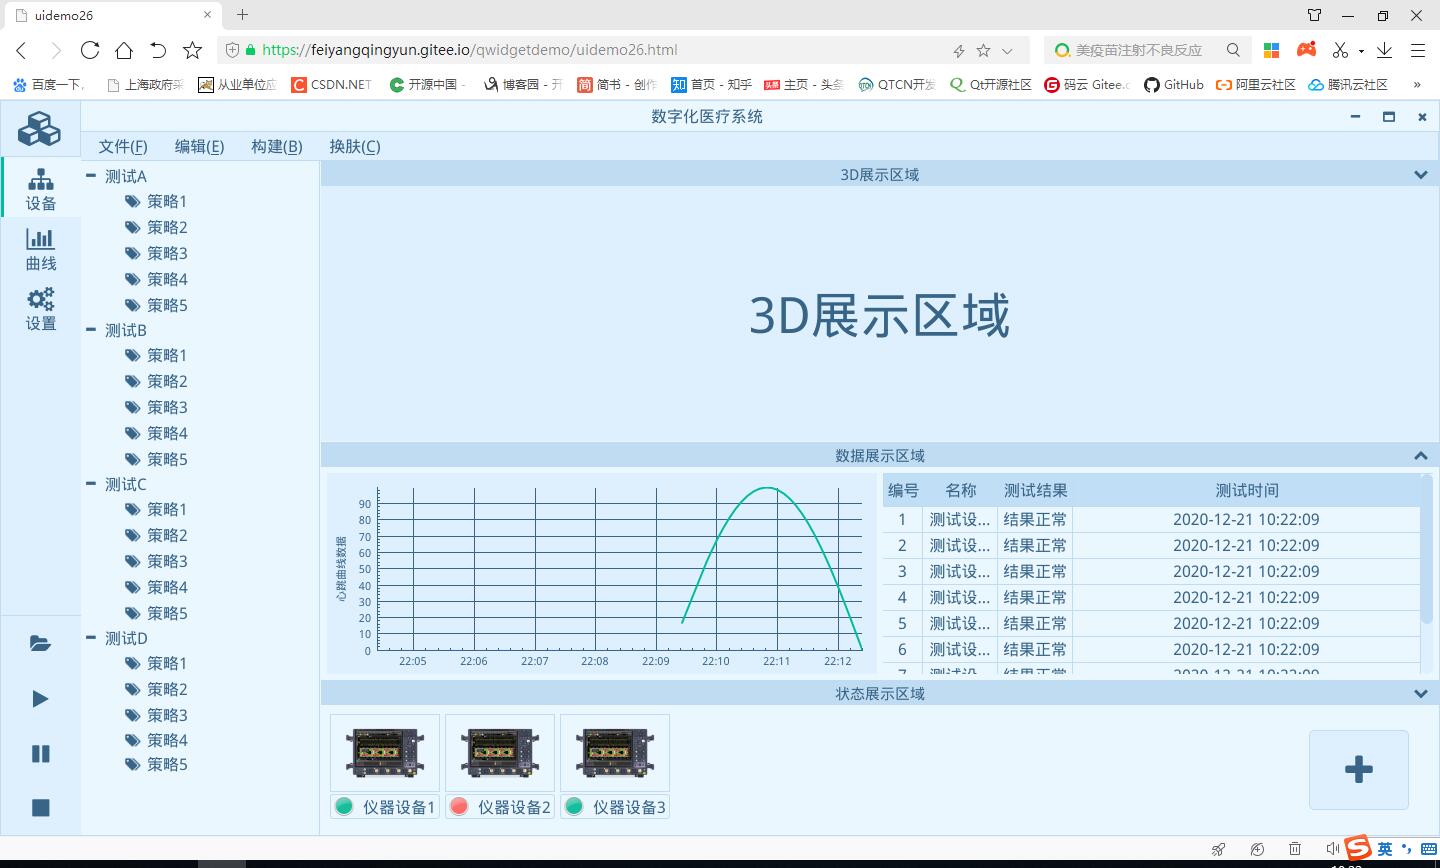 uidemo26
https://feiyangqingyun.gitee.io/qwidgetdemo/uidemo26.html
美疫苗注射不良反应
百度一下，
上海政府采
从业单位应
CSDN.NET
开源中国 -
博客园 - 开
简书 - 创作
首页 - 知乎
头条
主页 - 头条
QTCN开发
Qt开源社区
码云 Gitee.c
GitHub
阿里云社区
腾讯云社区
»
数字化医疗系统
文件(F)
编辑(E)
构建(B)
换肤(C)
设备
曲线
设置
测试A
策略1
策略2
策略3
策略4
策略5
测试B
策略1
策略2
策略3
策略4
策略5
测试C
策略1
策略2
策略3
策略4
策略5
测试D
策略1
策略2
策略3
策略4
策略5
3D展示区域
3D展示区域
数据展示区域
心跳曲线数据
90
80
70
60
50
40
30
20
10
0
22:05 22:06 22:07 22:08 22:09 22:10 22:11 22:12
编号 名称 测试结果 测试时间
1 测试设... 结果正常 2020-12-21 10:22:09
2 测试设... 结果正常 2020-12-21 10:22:09
3 测试设... 结果正常 2020-12-21 10:22:09
4 测试设... 结果正常 2020-12-21 10:22:09
5 测试设... 结果正常 2020-12-21 10:22:09
6 测试设... 结果正常 2020-12-21 10:22:09
7 测试设... 结果正常 2020-12-21 10:22:09
状态展示区域
仪器设备1
仪器设备2
仪器设备3
英